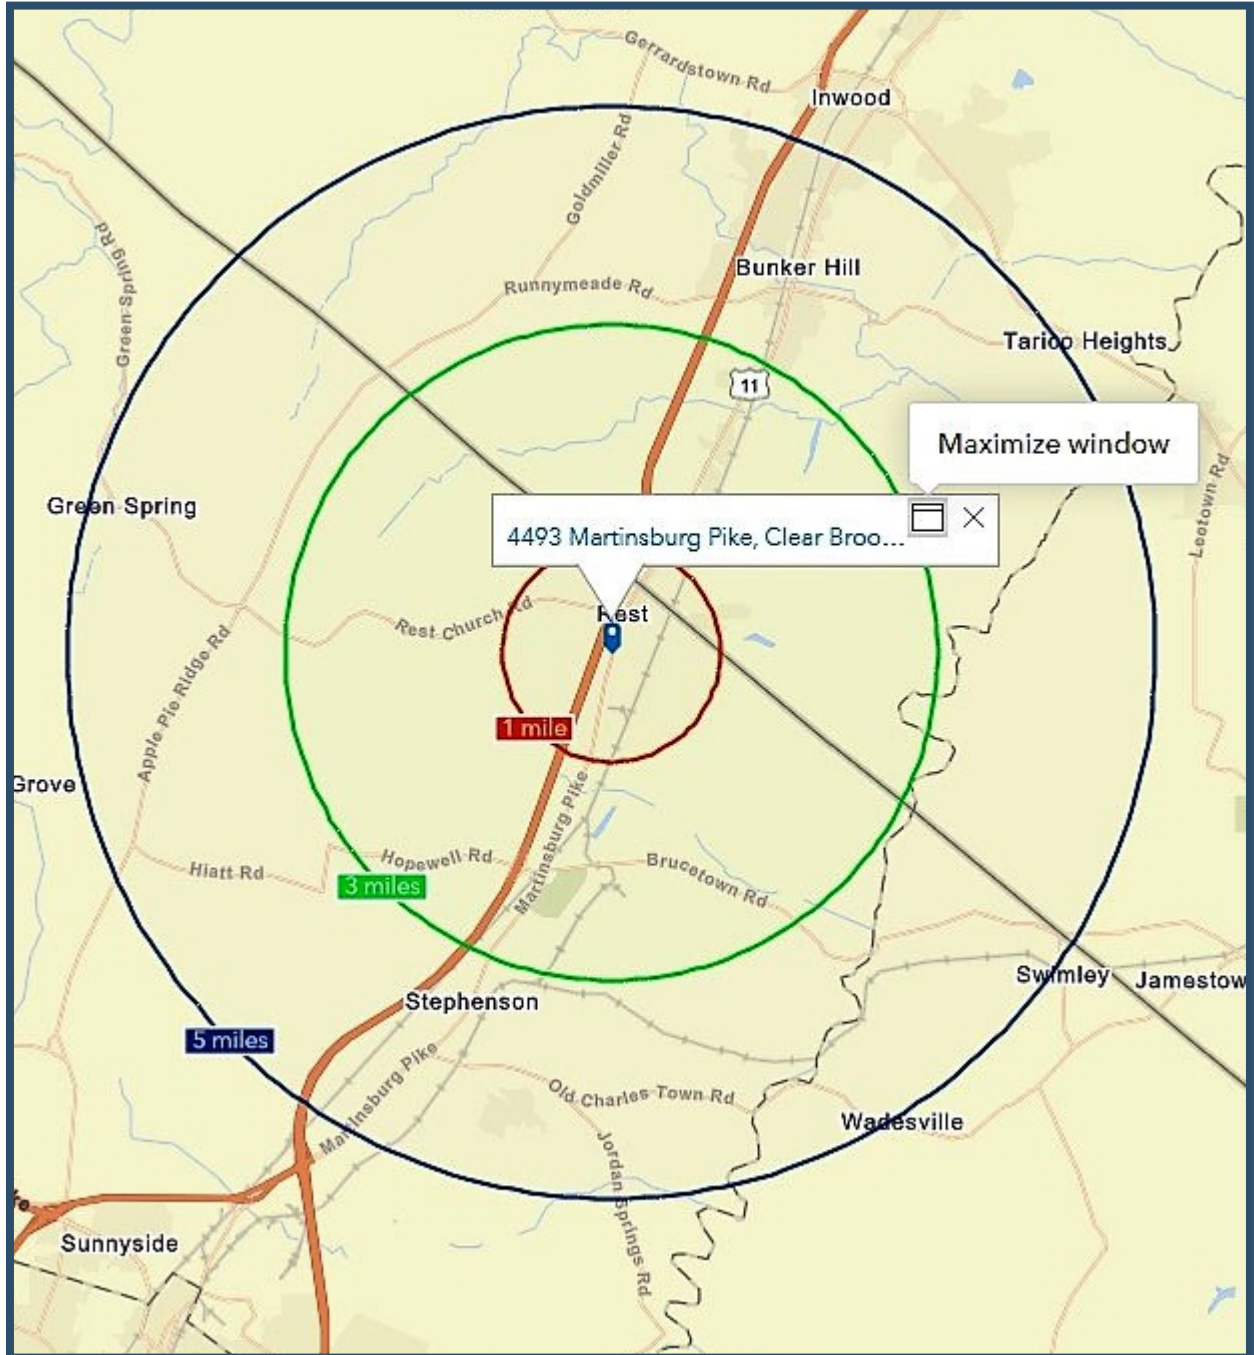 Gerrardstown Rd
Inwood
Goldmiller Rd
Green Spring Rd
Bunker Hill
Runnymeade Rd
Tarico Heights
11
Maximize window
Leetown Rd
Green Spring
4493 Martinsburg Pike, Clear Broo...
Rest
Rest Church Rd
Apple Pie Ridge Rd
1 mile
Grove
Martinsburg Pike
Hopewell Rd
Hiatt Rd
3 miles
Brucetown Rd
Swimley
Jamestow
Stephenson
5 miles
Martinsburg Pike
Old Charles Town Rd
Wadesville
Jordan Springs Rd
Sunnyside